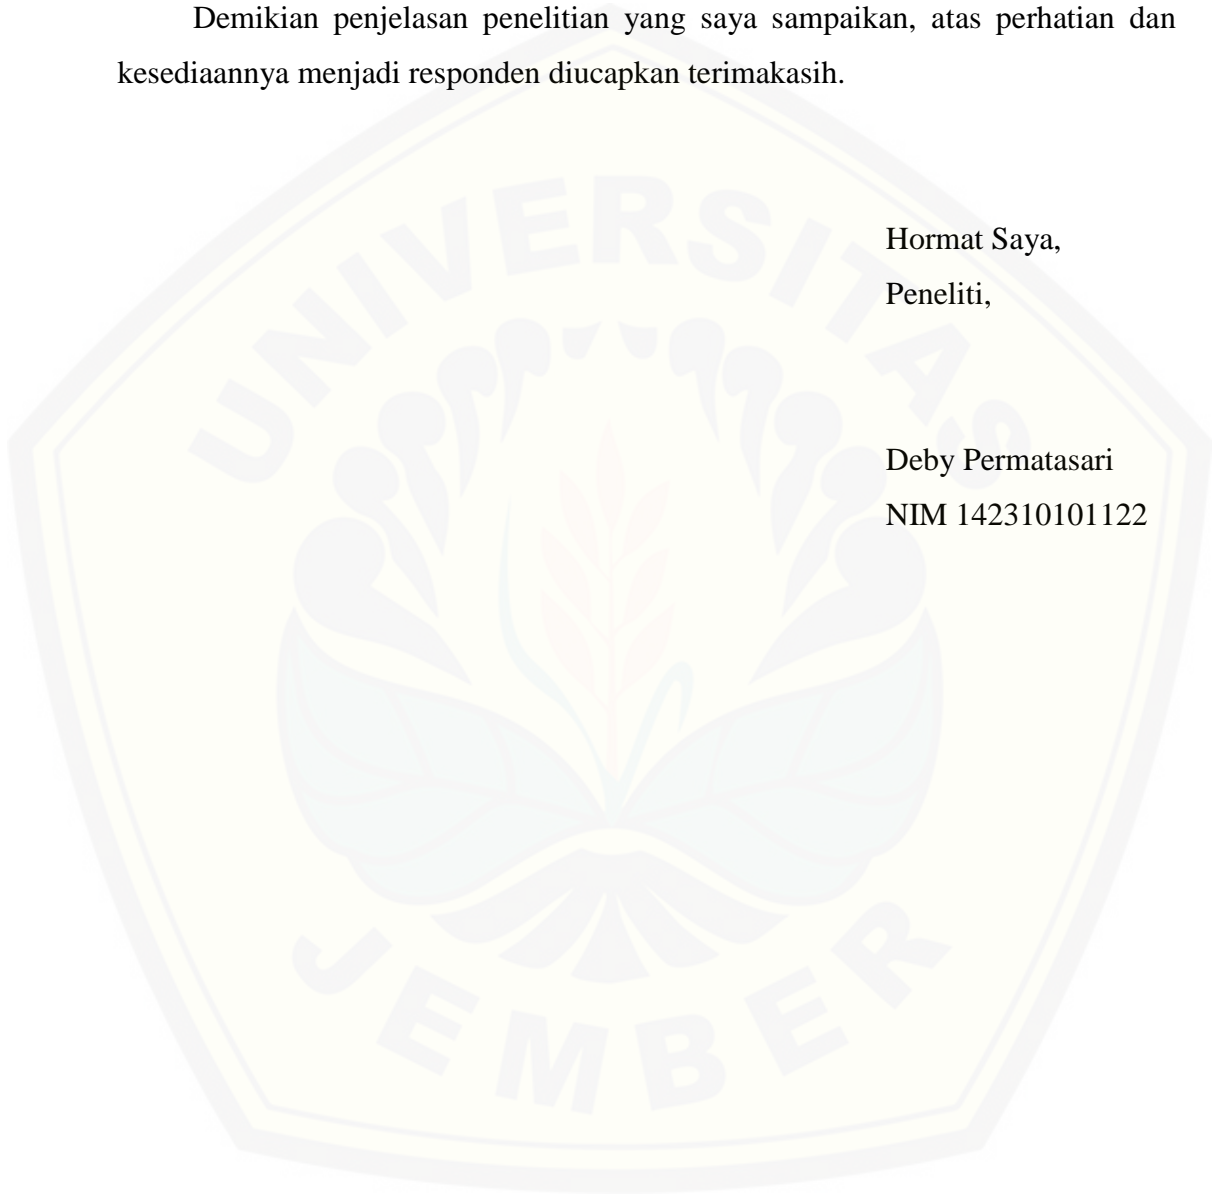 Demikian penjelasan penelitian yang saya sampaikan, atas perhatian dan
kesediaannya menjadi responden diucapkan terimakasih.
Hormat Saya,
Peneliti,
Deby Permatasari
NIM 142310101122
UNIVERSITAS
JEMBER